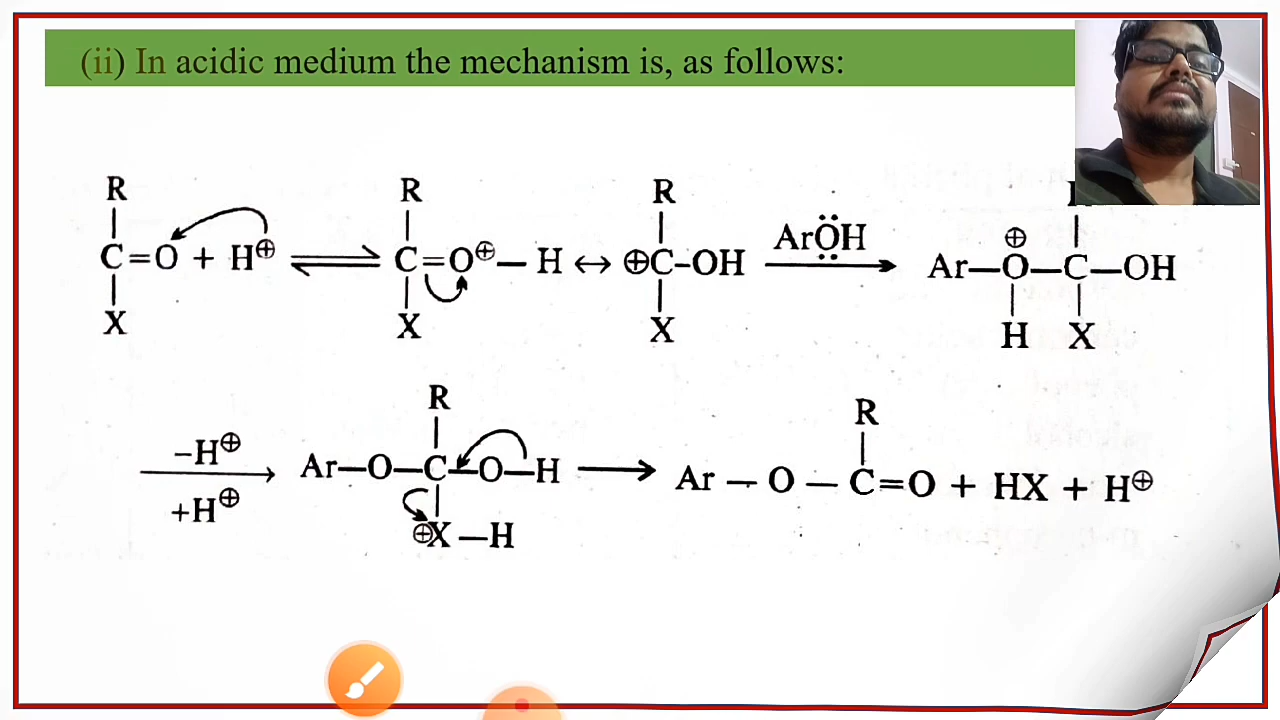 (ii) In acidic medium the mechanism is, as follows:
R R R
C=O + H⊕ ⇌ C=O⊕—H ↔ ⊕C-OH ArÖH → Ar—O⊕—C—OH
X X X H X
R R
–H⊕ +H⊕ → Ar—O—C—O—H → Ar — O — C=O + HX + H⊕
⊕X—H